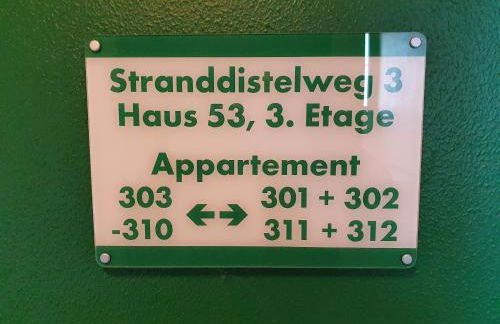 Stranddistelweg 3
Haus 53, 3. Etage
Appartement
303 ←→ 301 + 302
-310 311 + 312